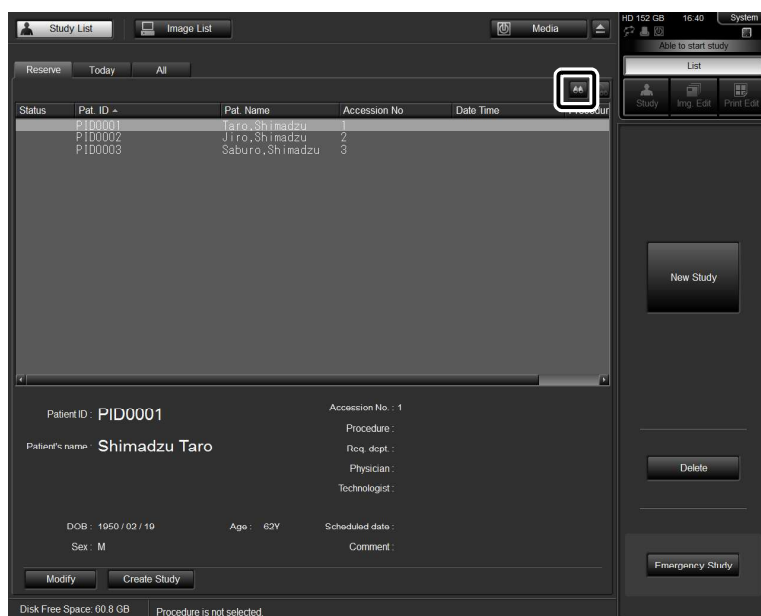 Study List
Image List
Media
HD 152 GB 16:40 System
Able to start study
List
Study Img. Edit Print Edit
Reserve Today All
Status Pat. ID Pat. Name Accession No Date Time Procedur
PID0001 Taro,Shimadzu 1
PID0002 Jiro,Shimadzu 2
PID0003 Saburo,Shimadzu 3
New Study
Patient ID : PID0001
Accession No. : 1
Procedure :
Patient's name : Shimadzu Taro
Req. dept. :
Physician :
Technologist :
Delete
DOB : 1950 / 02 / 19 Age : 62Y Scheduled date :
Sex : M Comment :
Emergency Study
Modify Create Study
Disk Free Space: 60.8 GB Procedure is not selected.